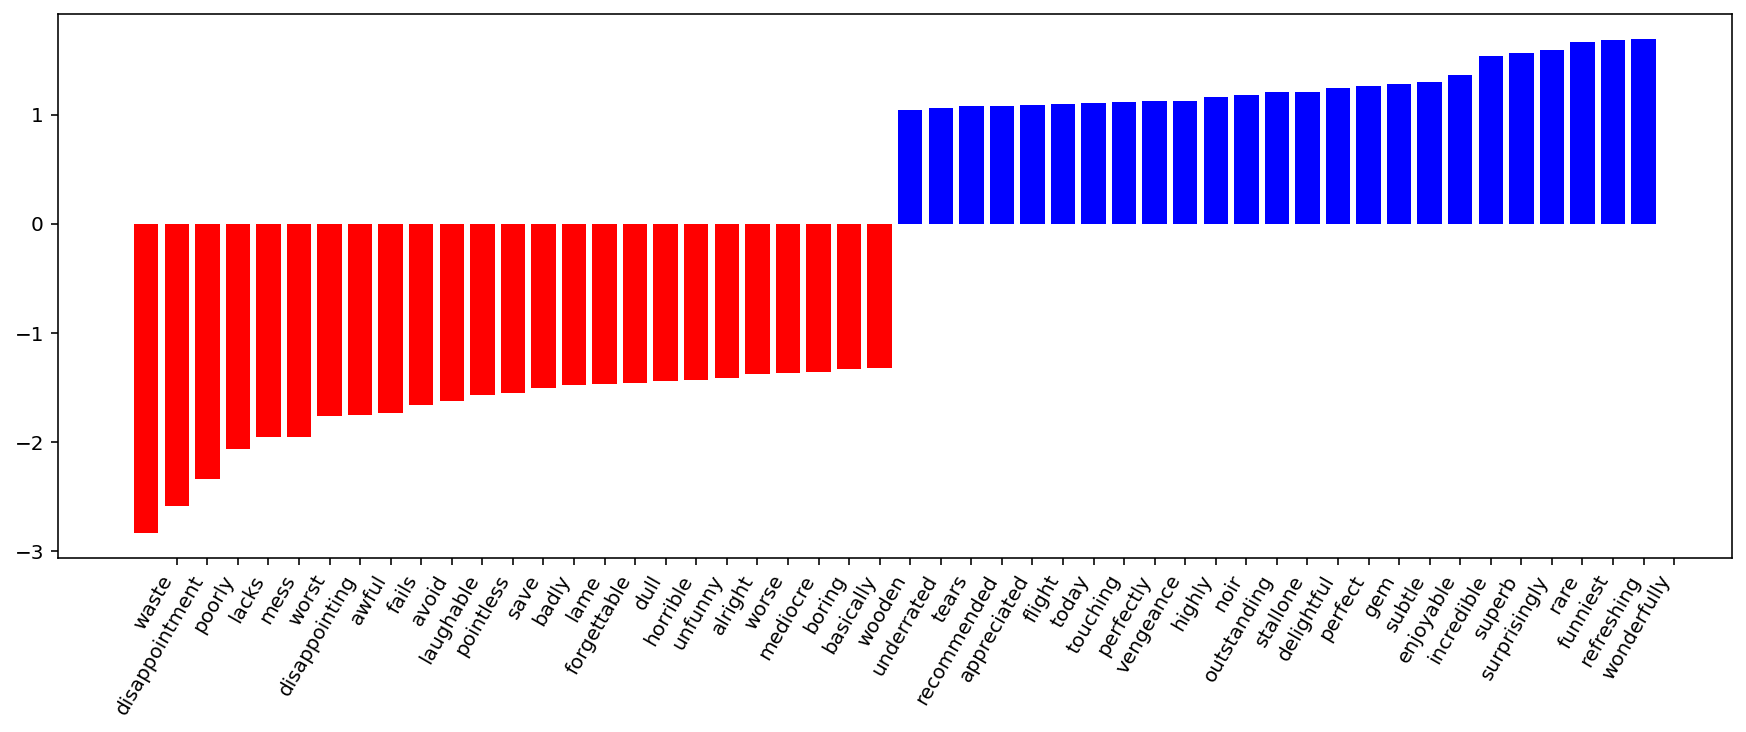 1
0
−1
−2
−3
waste
disappointment
poorly
lacks
mess
worst
disappointing
awful
fails
avoid
laughable
pointless
save
badly
lame
forgettable
dull
horrible
unfunny
alright
worse
mediocre
boring
basically
wooden
underrated
tears
recommended
appreciated
flight
today
touching
perfectly
vengeance
highly
noir
outstanding
stallone
delightful
perfect
gem
subtle
enjoyable
incredible
superb
surprisingly
rare
funniest
refreshing
wonderfully